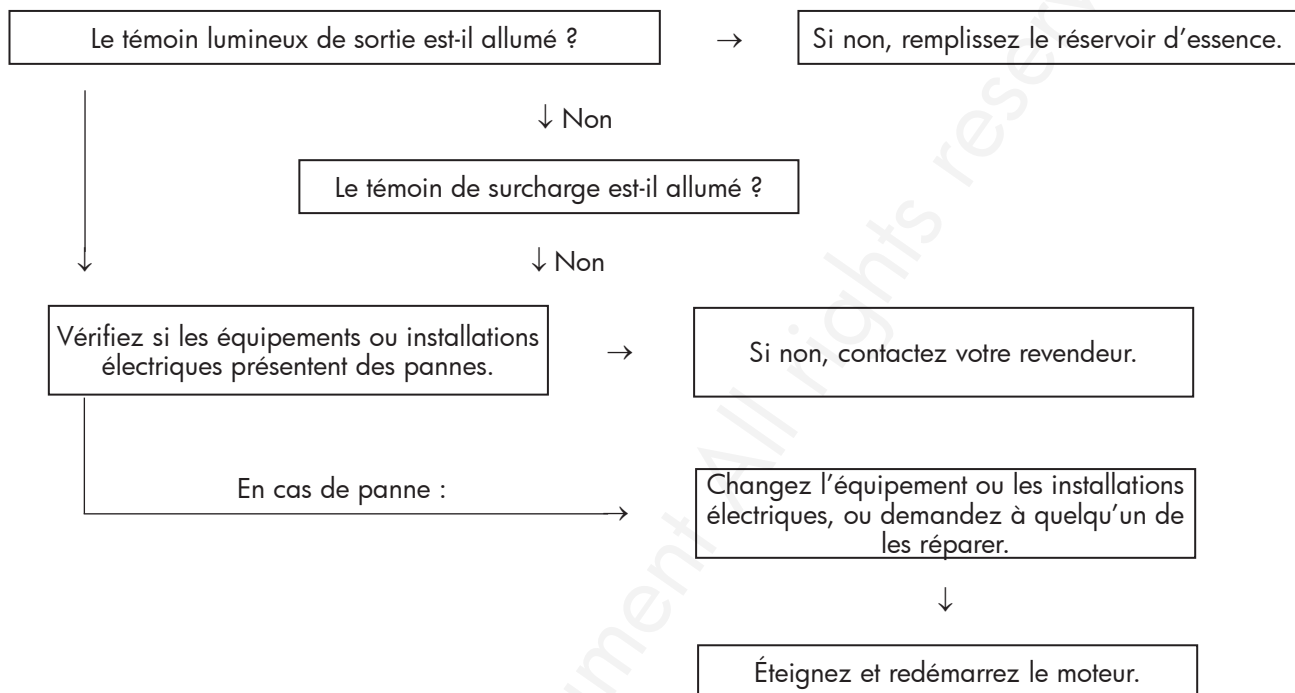 Le témoin lumineux de sortie est-il allumé ?
→
Si non, remplissez le réservoir d'essence.
↓ Non
Le témoin de surcharge est-il allumé ?
↓
↓ Non
Vérifiez si les équipements ou installations
électriques présentent des pannes.
→
Si non, contactez votre revendeur.
En cas de panne :
Changez l'équipement ou les installations
électriques, ou demandez à quelqu'un de
les réparer.
↓
Éteignez et redémarrez le moteur.
All rights